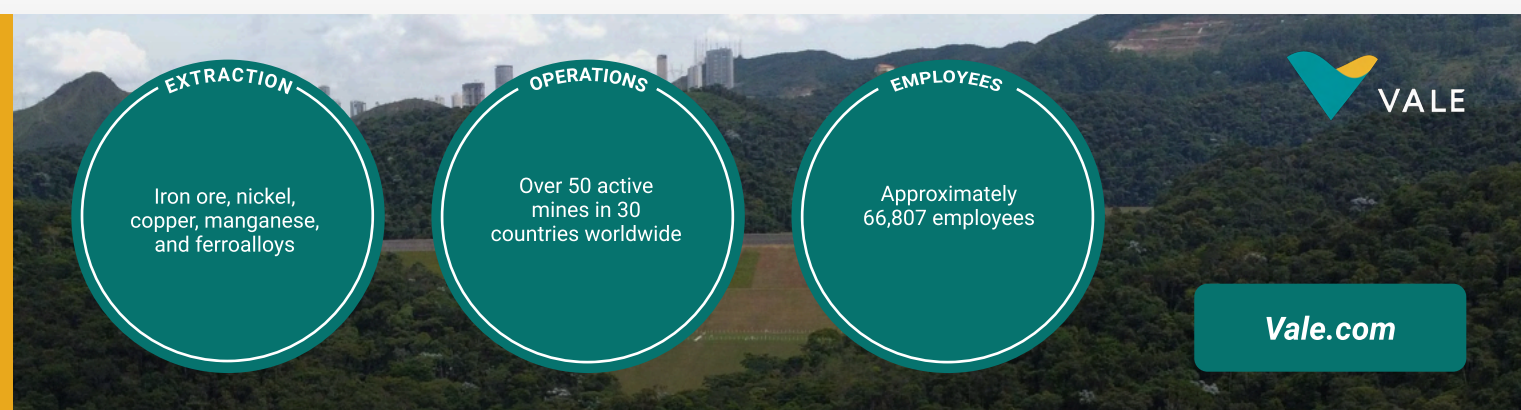 EXTRACTION
Iron ore, nickel,
copper, manganese,
and ferroalloys
OPERATIONS
Over 50 active
mines in 30
countries worldwide
EMPLOYEES
Approximately
66,807 employees
VALE
Vale.com